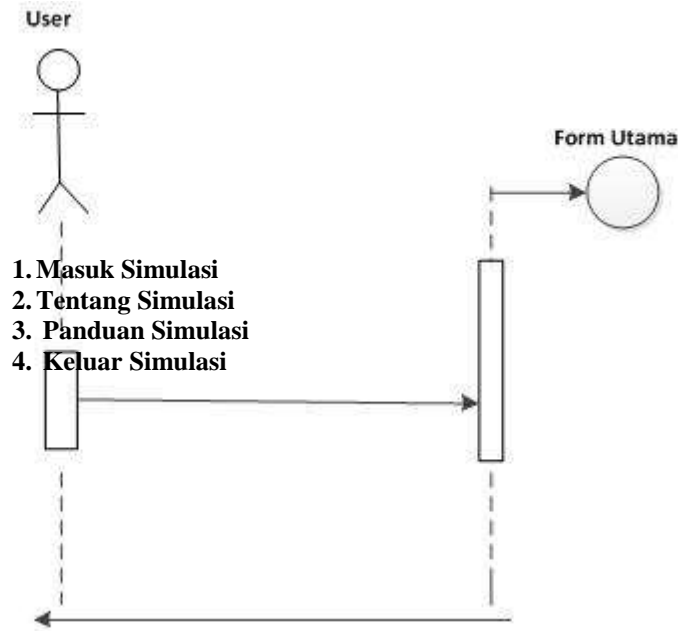 User
Form Utama
1. Masuk Simulasi
2. Tentang Simulasi
3. Panduan Simulasi
4. Keluar Simulasi